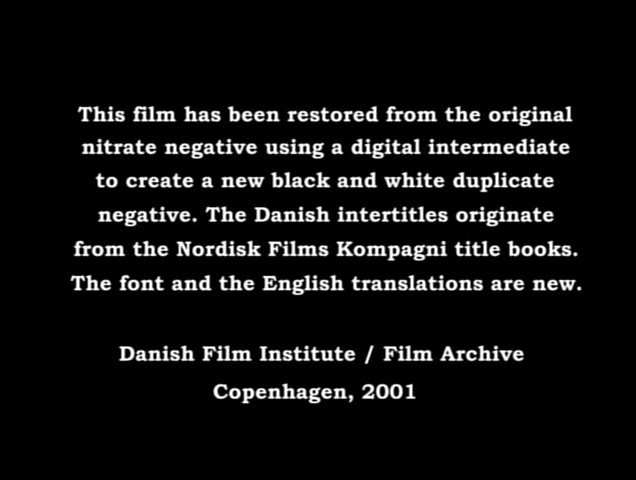 This film has been restored from the original
nitrate negative using a digital intermediate
to create a new black and white duplicate
negative. The Danish intertitles originate
from the Nordisk Films Kompagni title books.
The font and the English translations are new.
Danish Film Institute / Film Archive
Copenhagen, 2001